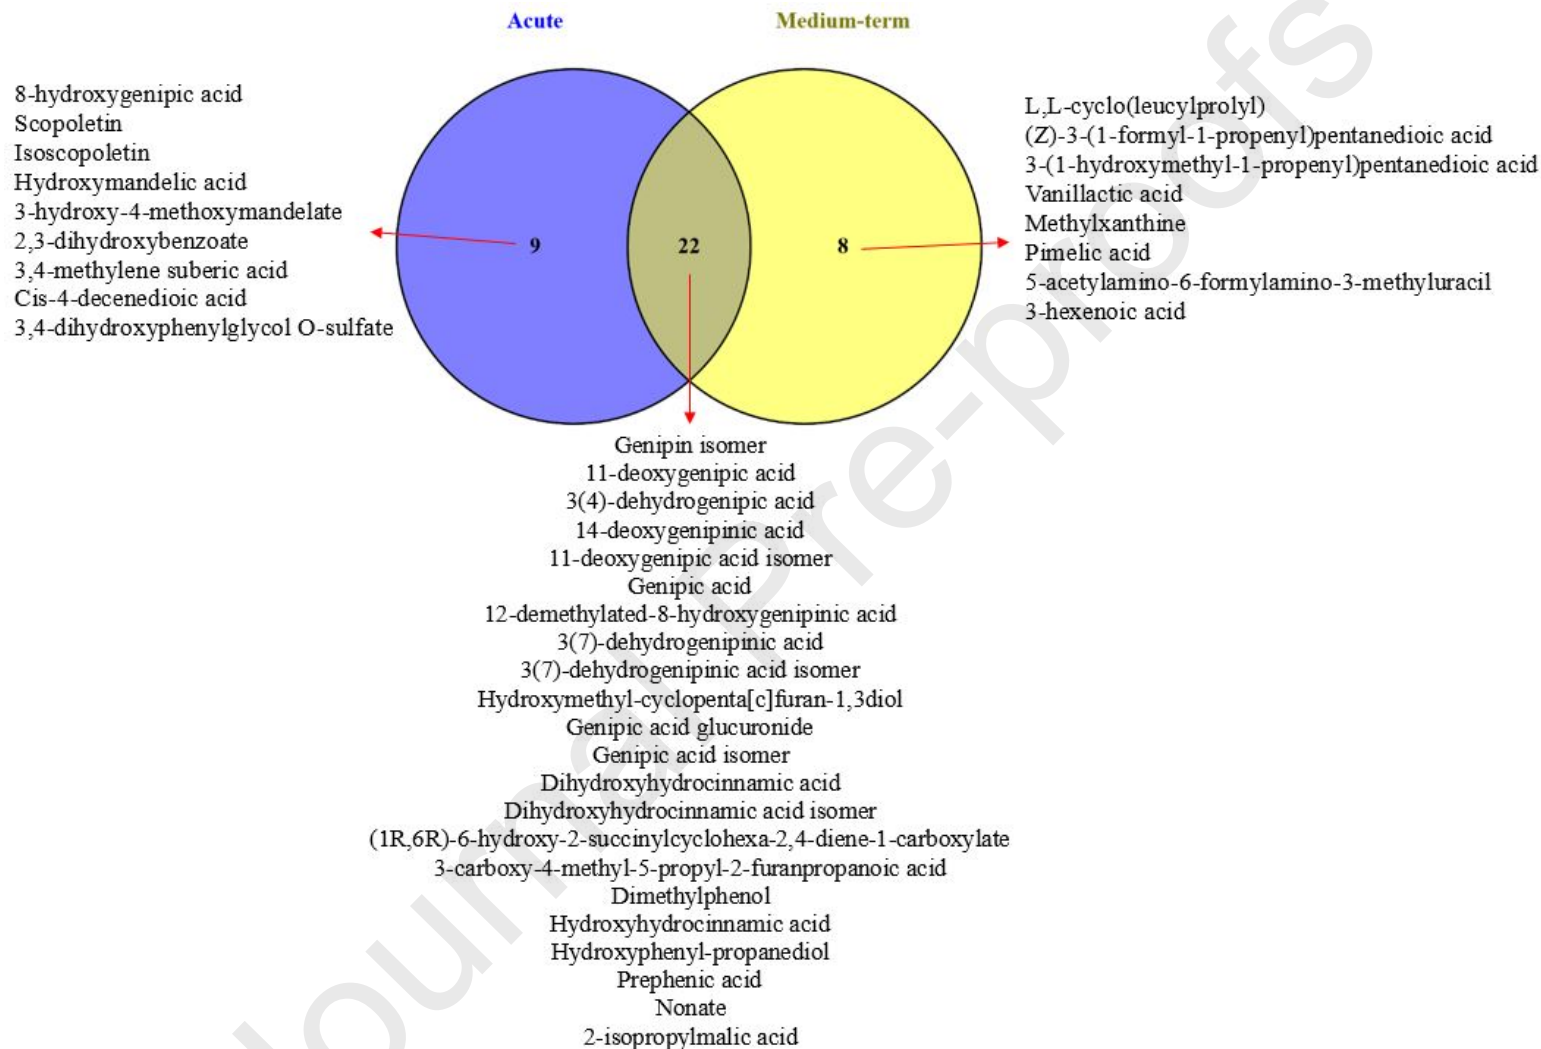 Acute
Medium-term
8-hydroxygenipic acid
Scopoletin
Isoscopoletin
Hydroxymandelic acid
3-hydroxy-4-methoxymandelate
2,3-dihydroxybenzoate
3,4-methylene suberic acid
Cis-4-decenedioic acid
3,4-dihydroxyphenylglycol O-sulfate
9
22
8
L,L-cyclo(leucylprolyl)
(Z)-3-(1-formyl-1-propenyl)pentanedioic acid
3-(1-hydroxymethyl-1-propenyl)pentanedioic acid
Vanillactic acid
Methylxanthine
Pimelic acid
5-acetylamino-6-formylamino-3-methyluracil
3-hexenoic acid
Genipin isomer
11-deoxygenipic acid
3(4)-dehydrogenipic acid
14-deoxygenipinic acid
11-deoxygenipic acid isomer
Genipic acid
12-demethylated-8-hydroxygenipinic acid
3(7)-dehydrogenipinic acid
3(7)-dehydrogenipinic acid isomer
Hydroxymethyl-cyclopenta[c]furan-1,3diol
Genipic acid glucuronide
Genipic acid isomer
Dihydroxyhydrocinnamic acid
Dihydroxyhydrocinnamic acid isomer
(1R,6R)-6-hydroxy-2-succinylcyclohexa-2,4-diene-1-carboxylate
3-carboxy-4-methyl-5-propyl-2-furanpropanoic acid
Dimethylphenol
Hydroxyhydrocinnamic acid
Hydroxyphenyl-propanediol
Prephenic acid
Nonate
2-isopropylmalic acid
Journal Pre-proofs